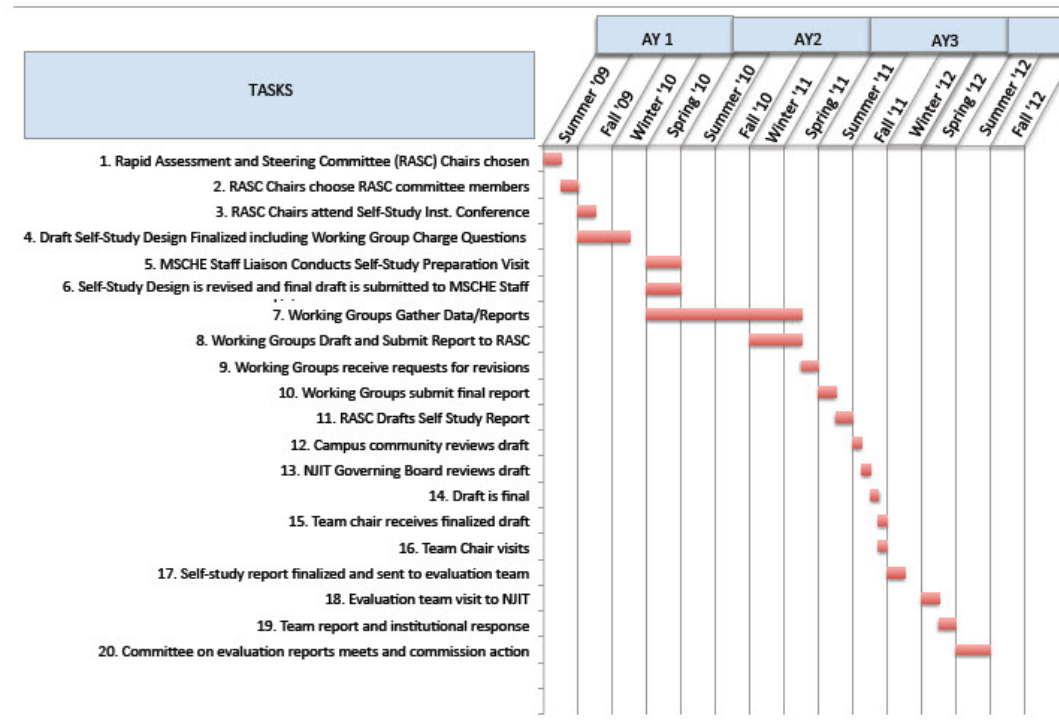 AY 1
AY2
AY3
TASKS
Summer '09
Fall '09
Winter '10
Spring '10
Summer '10
Fall '10
Winter '11
Spring '11
Summer '11
Fall '11
Winter '12
Spring '12
Summer '12
Fall '12
1. Rapid Assessment and Steering Committee (RASC) Chairs chosen
2. RASC Chairs choose RASC committee members
3. RASC Chairs attend Self-Study Inst. Conference
4. Draft Self-Study Design Finalized including Working Group Charge Questions
5. MSCHE Staff Liaison Conducts Self-Study Preparation Visit
6. Self-Study Design is revised and final draft is submitted to MSCHE Staff
7. Working Groups Gather Data/Reports
8. Working Groups Draft and Submit Report to RASC
9. Working Groups receive requests for revisions
10. Working Groups submit final report
11. RASC Drafts Self Study Report
12. Campus community reviews draft
13. NJIT Governing Board reviews draft
14. Draft is final
15. Team chair receives finalized draft
16. Team Chair visits
17. Self-study report finalized and sent to evaluation team
18. Evaluation team visit to NJIT
19. Team report and institutional response
20. Committee on evaluation reports meets and commission action